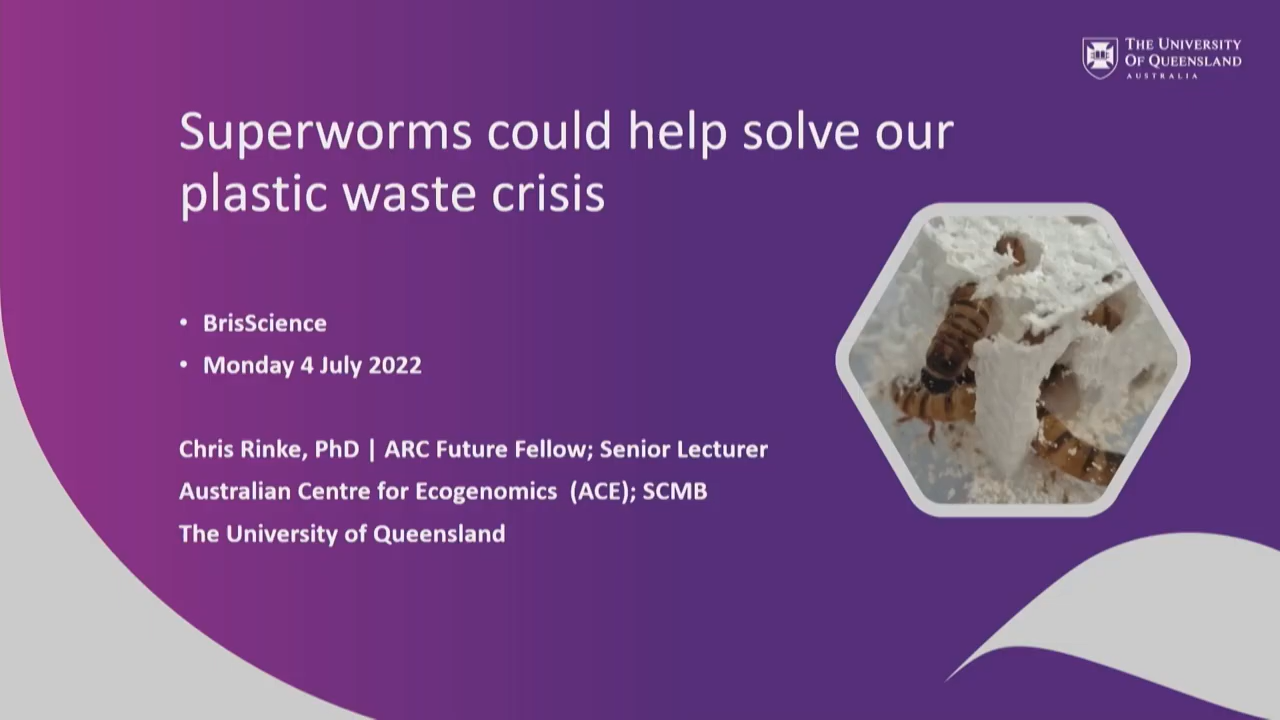 THE UNIVERSITY
OF QUEENSLAND
AUSTRALIA
Superworms could help solve our
plastic waste crisis
• BrisScience
• Monday 4 July 2022
Chris Rinke, PhD | ARC Future Fellow; Senior Lecturer
Australian Centre for Ecogenomics (ACE); SCMB
The University of Queensland